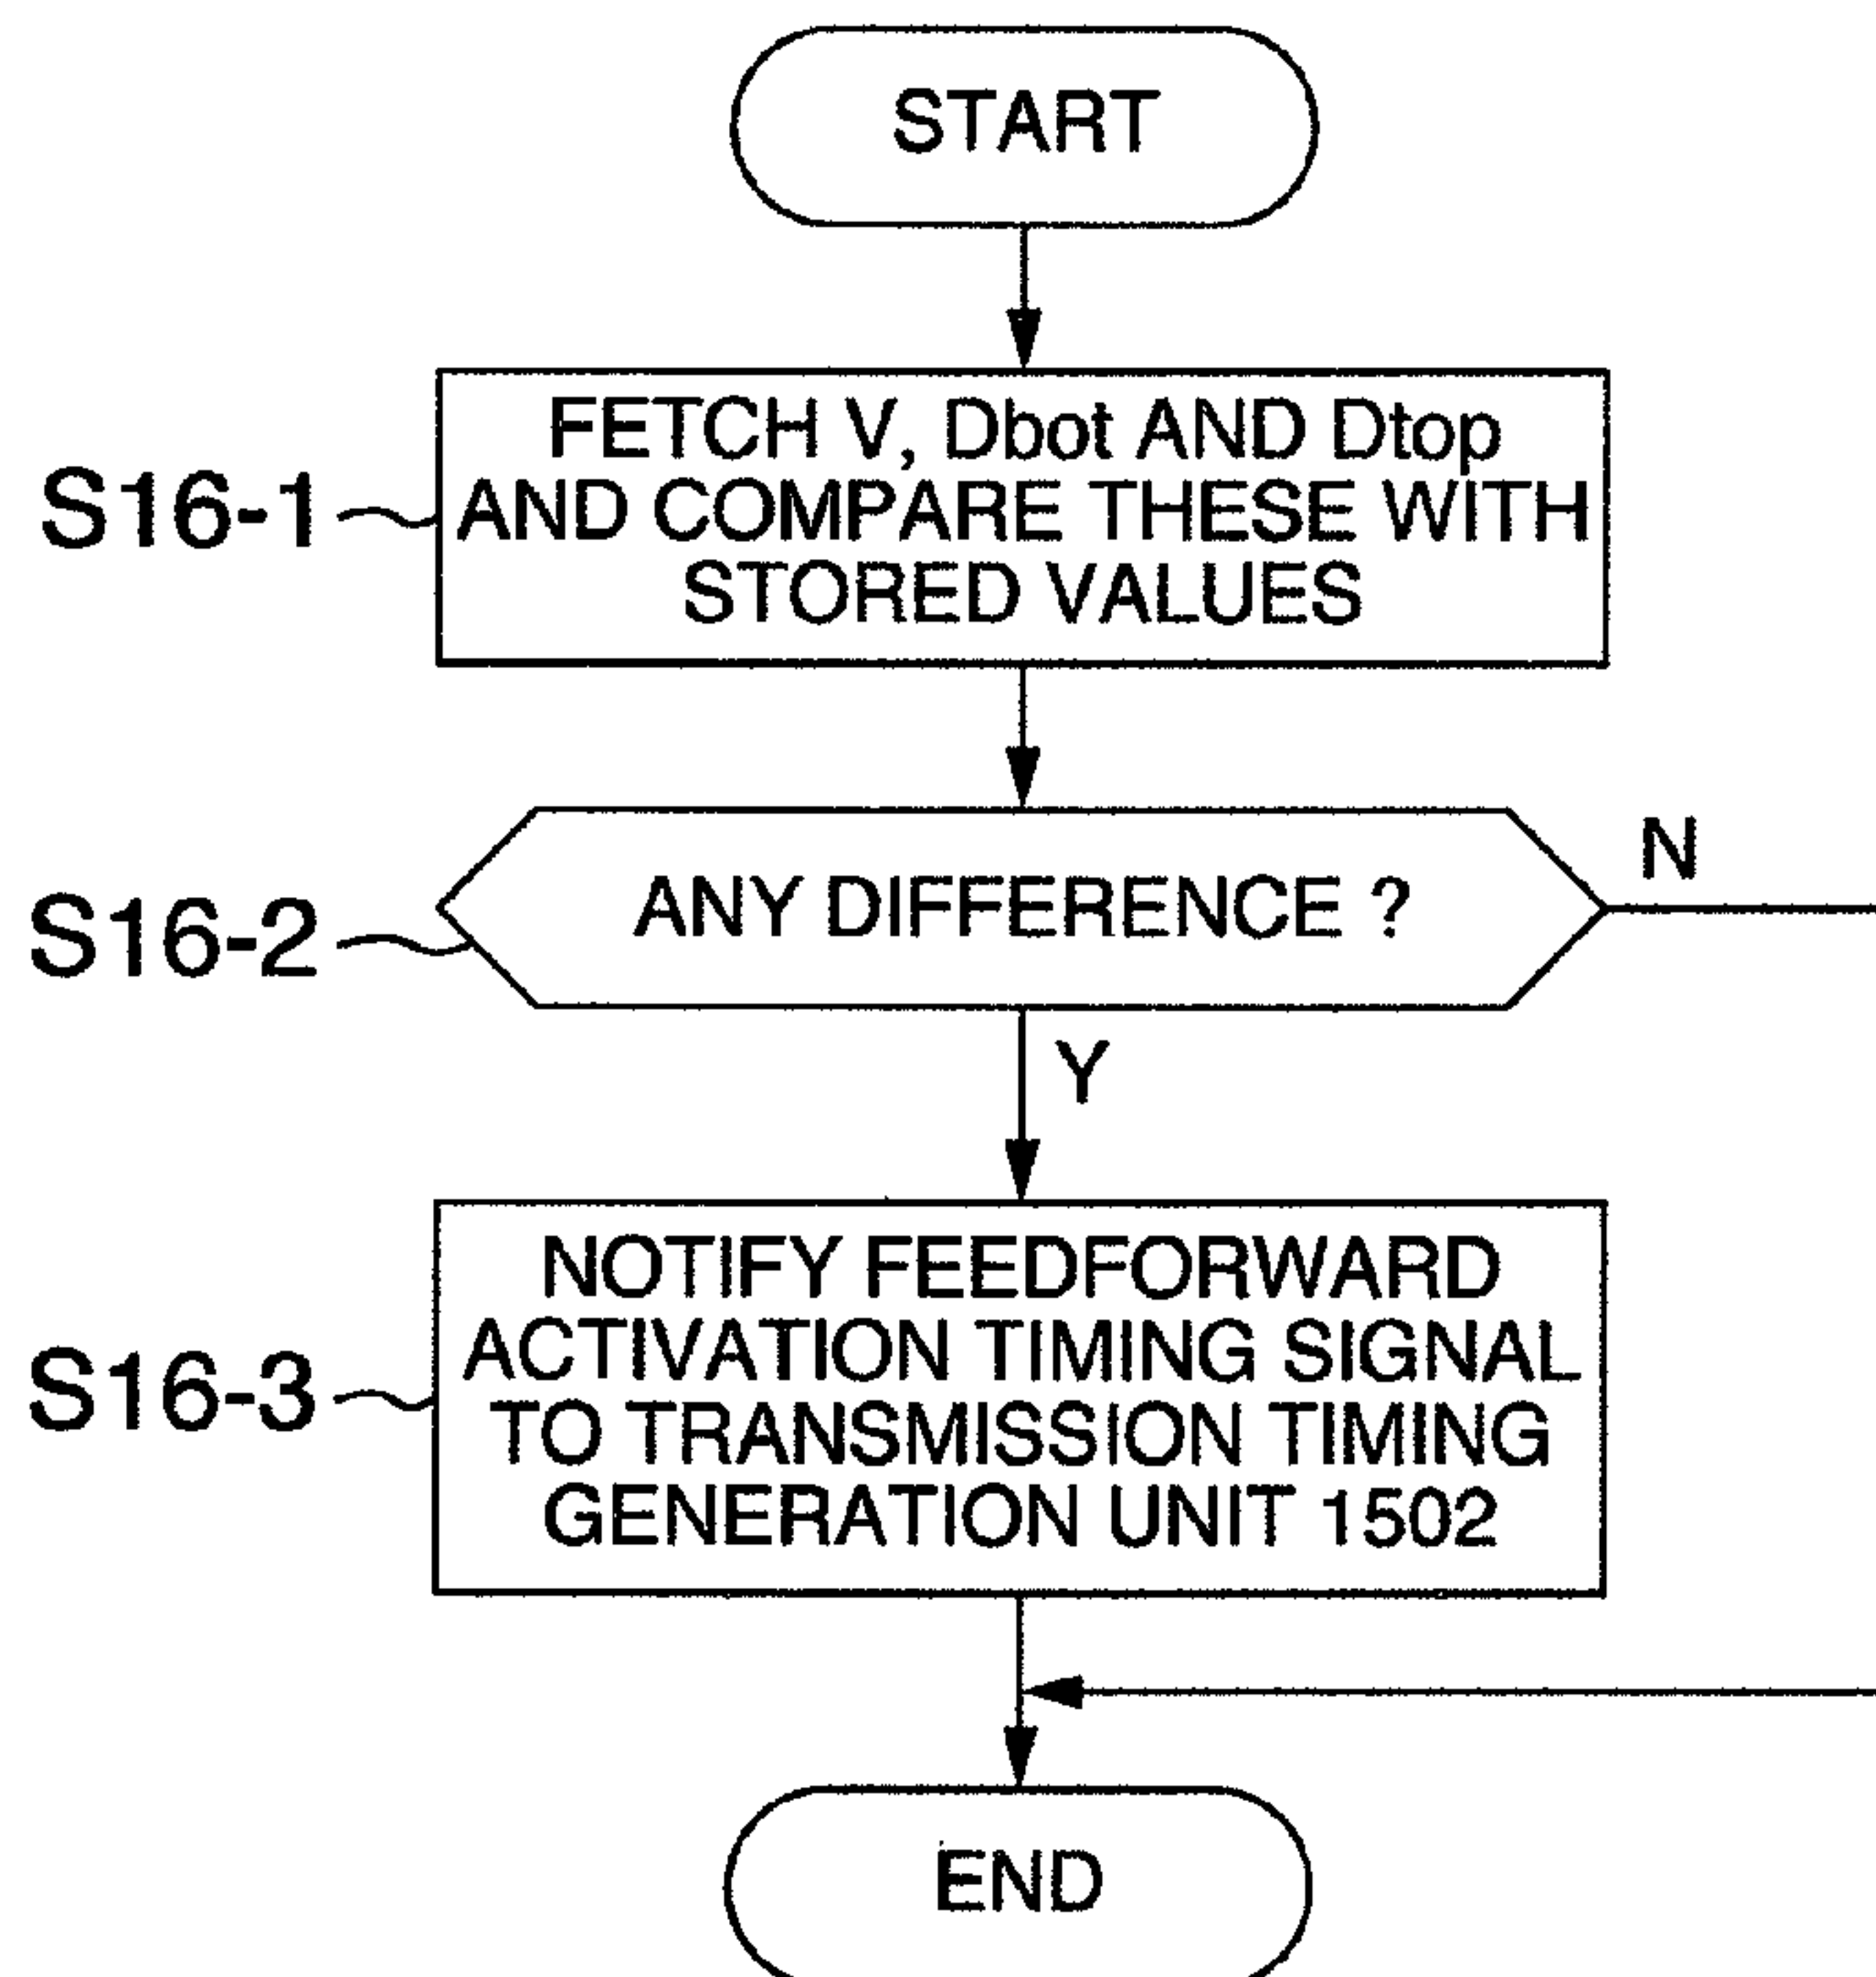 START
FETCH V, Dbot AND Dtop
AND COMPARE THESE WITH
STORED VALUES
S16-1
ANY DIFFERENCE ?
N
S16-2
Y
NOTIFY FEEDFORWARD
ACTIVATION TIMING SIGNAL
TO TRANSMISSION TIMING
GENERATION UNIT 1502
S16-3
END